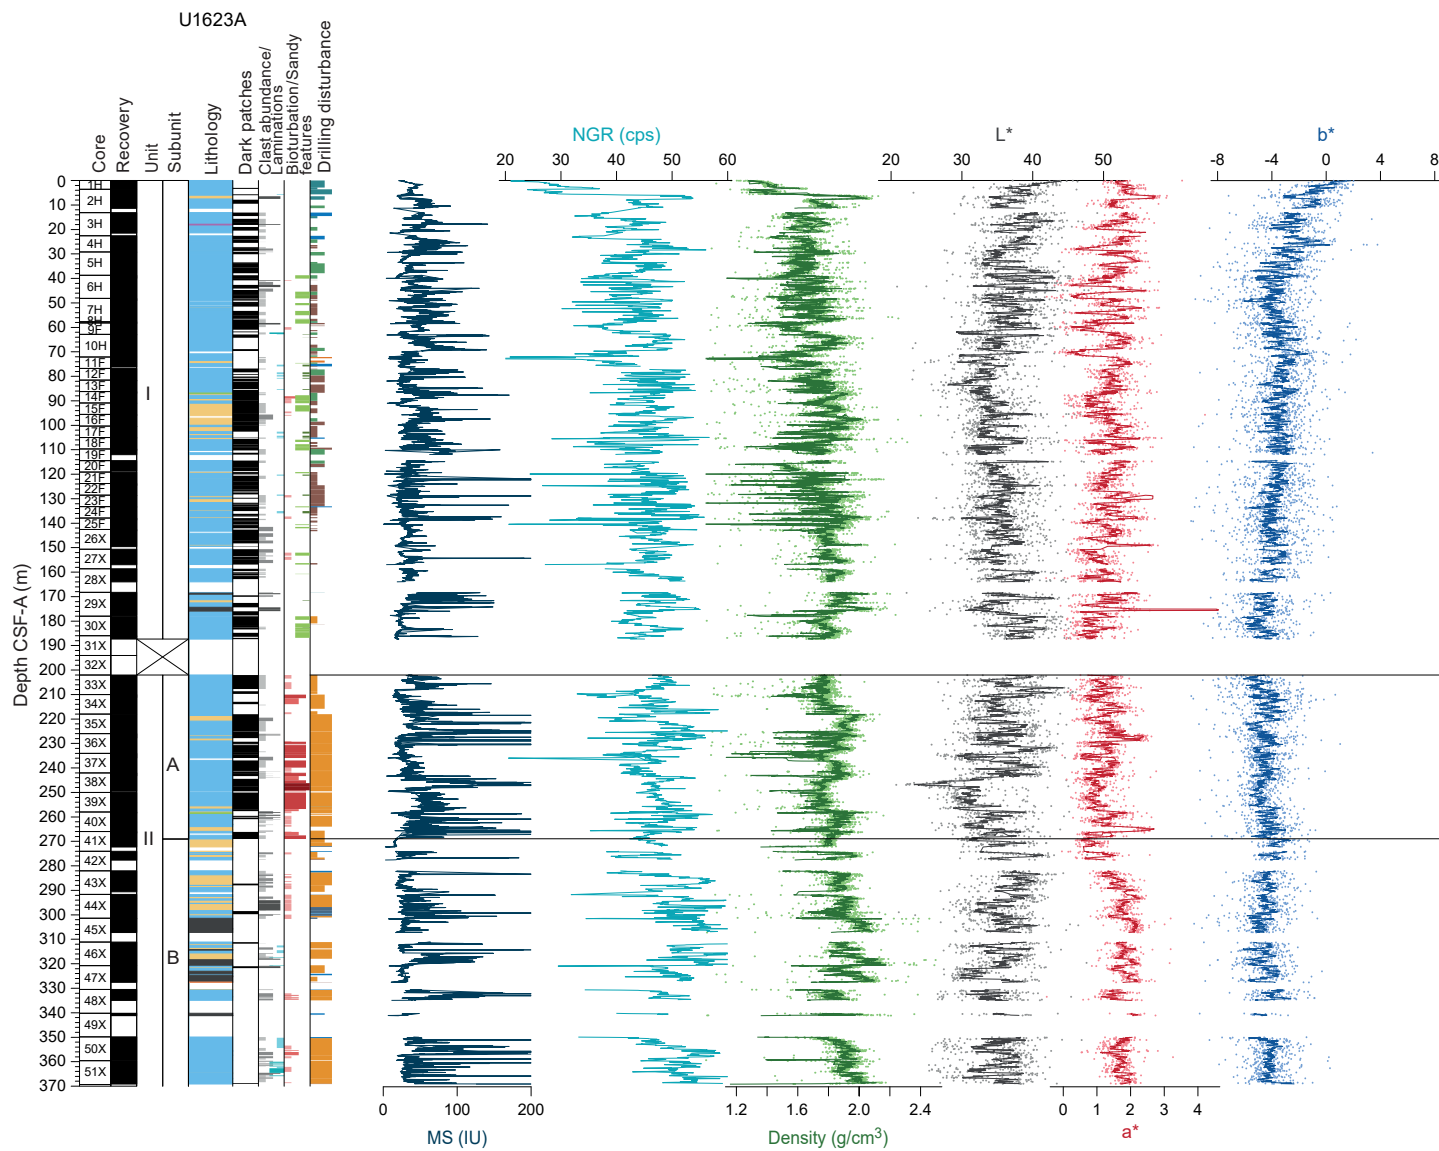 U1623A
Core
Recovery
Unit
Subunit
Lithology
Dark patches
Clast abundance/
Laminations
Bioturbation/Sandy
features
Drilling disturbance
NGR (cps)
20 30 40 50 60
L*
20 30 40 50
b*
-8 -4 0 4 8
Depth CSF-A (m)
0
10
20
30
40
50
60
70
80
90
100
110
120
130
140
150
160
170
180
190
200
210
220
230
240
250
260
270
280
290
300
310
320
330
340
350
360
370
1H
2H
3H
4H
5H
6H
7H
8H
9F
10H
11F
12F
13F
14F
15F
16F
17F
18F
19F
20F
21F
22F
23F
24F
25F
26X
27X
28X
29X
30X
31X
32X
33X
34X
35X
36X
37X
38X
39X
40X
41X
42X
43X
44X
45X
46X
47X
48X
49X
50X
51X
I
II
A
B
0 100 200
MS (IU)
1.2 1.6 2.0 2.4
Density (g/cm³)
0 1 2 3 4
a*